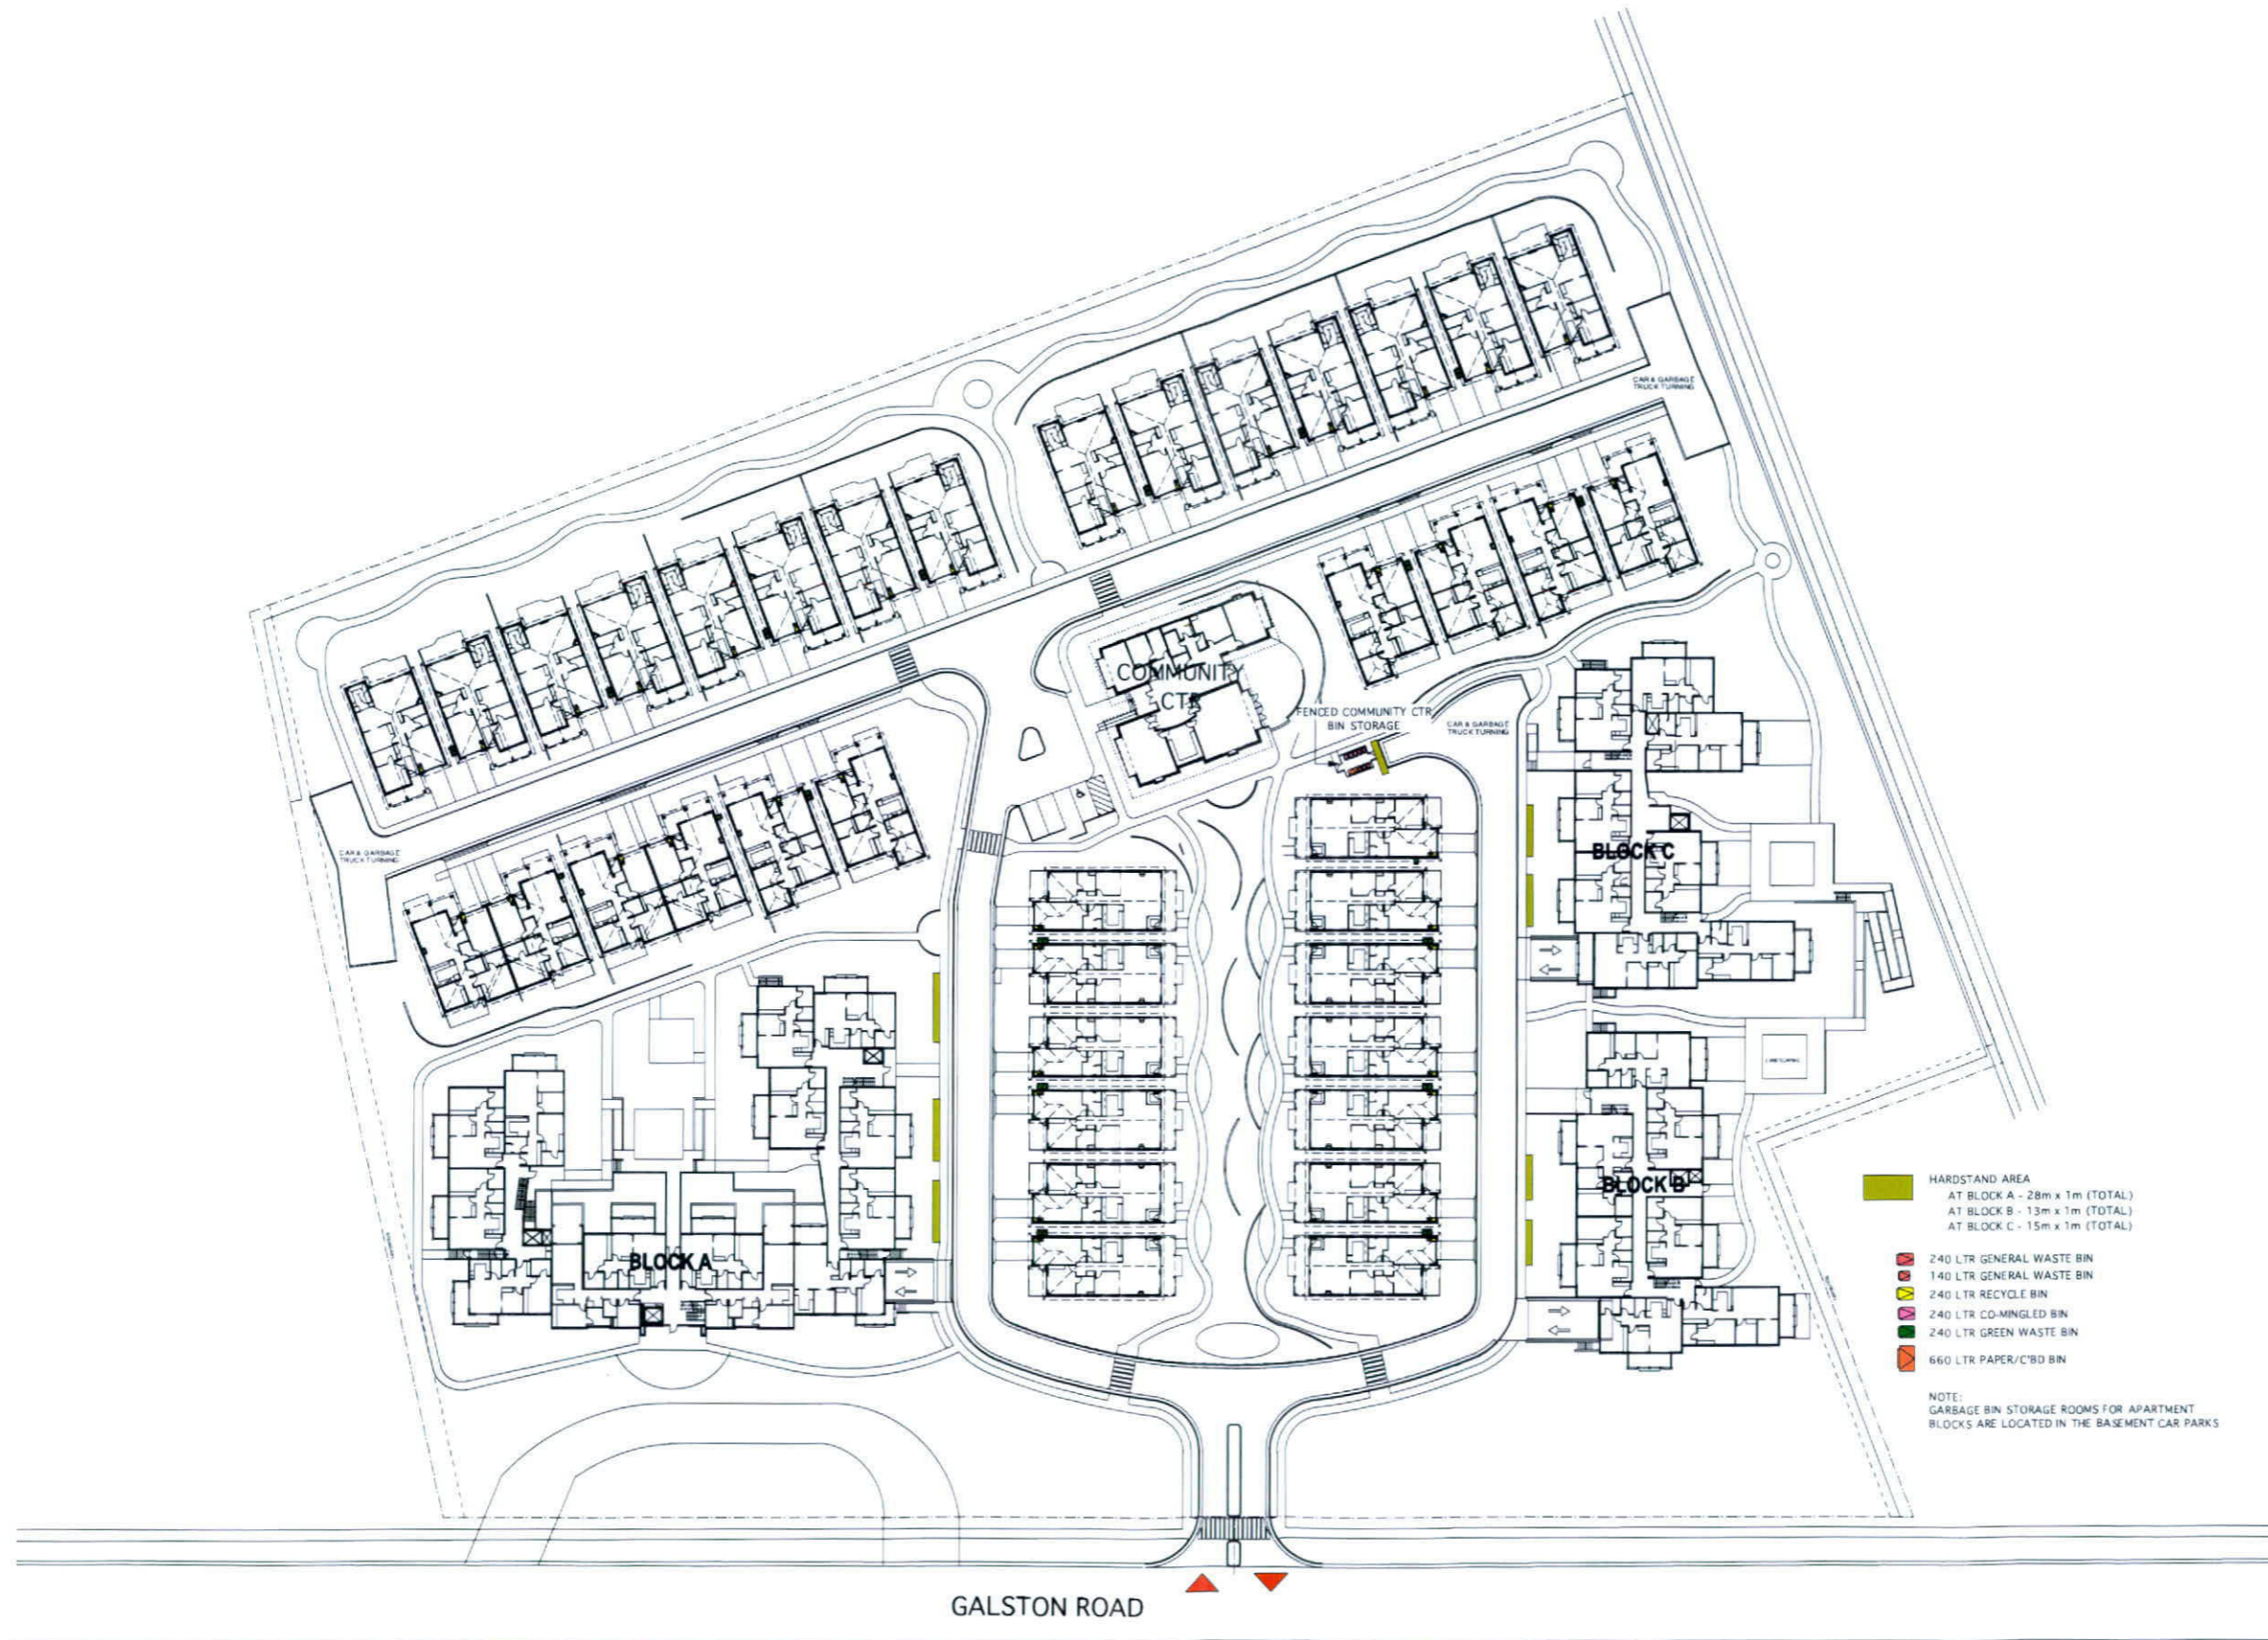 CAR & GARBAGE
TRUCK TURNING
COMMUNITY
CTR
FENCED COMMUNITY CTR
BIN STORAGE
CAR & GARBAGE
TRUCK TURNING
CAR & GARBAGE
TRUCK TURNING
BLOCK C
BLOCK B
BLOCK A
HARDSTAND AREA
AT BLOCK A - 28m x 1m (TOTAL)
AT BLOCK B - 13m x 1m (TOTAL)
AT BLOCK C - 15m x 1m (TOTAL)
240 LTR GENERAL WASTE BIN
140 LTR GENERAL WASTE BIN
240 LTR RECYCLE BIN
240 LTR CO-MINGLED BIN
240 LTR GREEN WASTE BIN
660 LTR PAPER/C'BD BIN
NOTE:
GARBAGE BIN STORAGE ROOMS FOR APARTMENT
BLOCKS ARE LOCATED IN THE BASEMENT CAR PARKS
GALSTON ROAD